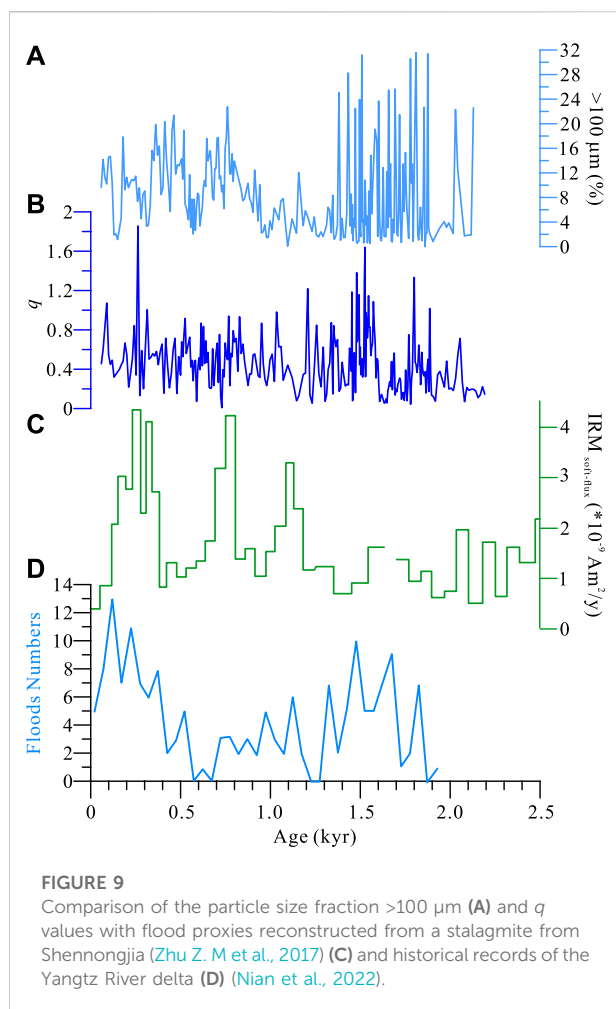 A
32
28
24
20
16
12
8
4
0
>100 μm (%)
B
2
1.6
1.2
0.8
0.4
0
q
C
4
3
2
1
0
IRM soft-flux (*10⁻⁹ Am²/y)
D
14
12
10
8
6
4
2
0
Floods Numbers
0 0.5 1.0 1.5 2.0 2.5
Age (kyr)
FIGURE 9
Comparison of the particle size fraction >100 μm (A) and q
values with flood proxies reconstructed from a stalagmite from
Shennongjia (Zhu Z. M et al., 2017) (C) and historical records of the
Yangtz River delta (D) (Nian et al., 2022).